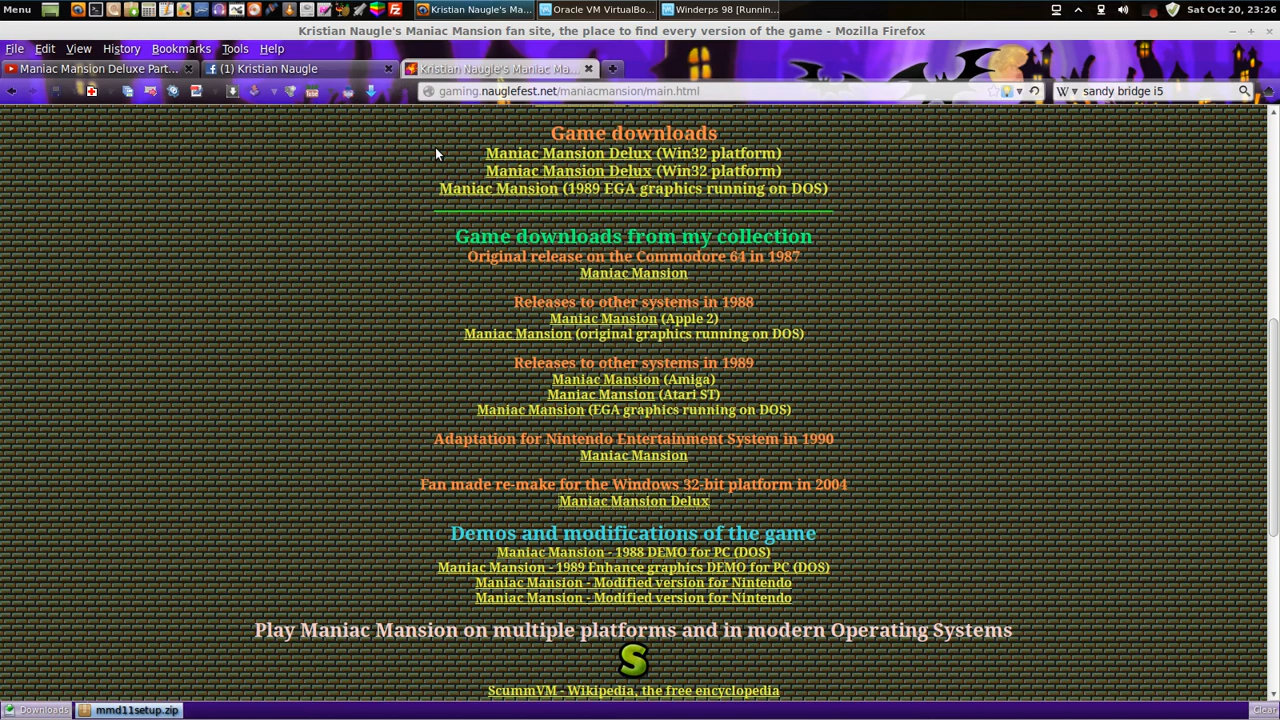 Menu
Kristian Naugle's Ma...
Oracle VM VirtualBo...
Winderps 98 [Runnin...
Sat Oct 20, 23:26
Kristian Naugle's Maniac Mansion fan site, the place to find every version of the game - Mozilla Firefox
File Edit View History Bookmarks Tools Help
Maniac Mansion Deluxe Part...
(1) Kristian Naugle
Kristian Naugle's Maniac Ma...
gaming.nauglefest.net/maniacmansion/main.html
sandy bridge i5
Game downloads
Maniac Mansion Delux (Win32 platform)
Maniac Mansion Delux (Win32 platform)
Maniac Mansion (1989 EGA graphics running on DOS)
Game downloads from my collection
Original release on the Commodore 64 in 1987
Maniac Mansion
Releases to other systems in 1988
Maniac Mansion (Apple 2)
Maniac Mansion (original graphics running on DOS)
Releases to other systems in 1989
Maniac Mansion (Amiga)
Maniac Mansion (Atari ST)
Maniac Mansion (EGA graphics running on DOS)
Adaptation for Nintendo Entertainment System in 1990
Maniac Mansion
Fan made re-make for the Windows 32-bit platform in 2004
Maniac Mansion Delux
Demos and modifications of the game
Maniac Mansion - 1988 DEMO for PC (DOS)
Maniac Mansion - 1989 Enhance graphics DEMO for PC (DOS)
Maniac Mansion - Modified version for Nintendo
Maniac Mansion - Modified version for Nintendo
Play Maniac Mansion on multiple platforms and in modern Operating Systems
S
ScummVM - Wikipedia, the free encyclopedia
Downloads
mmd11setup.zip
Clear